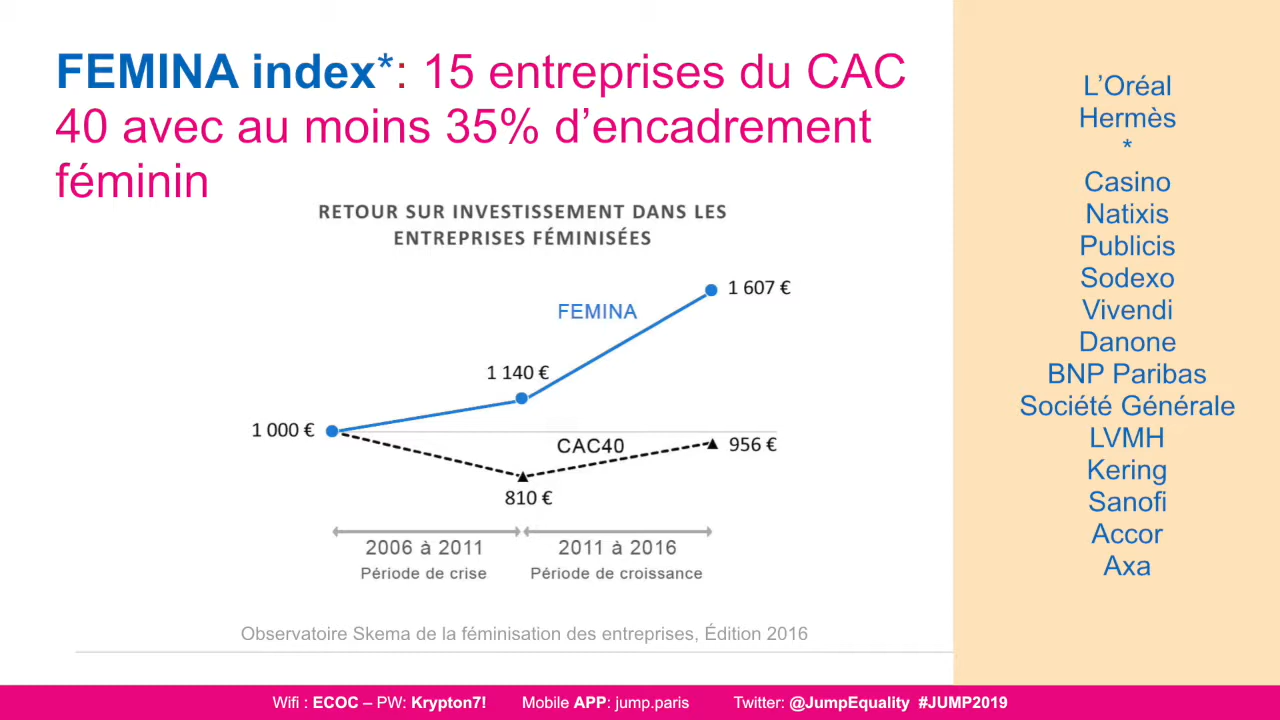 FEMINA index*: 15 entreprises du CAC
40 avec au moins 35% d’encadrement
féminin
RETOUR SUR INVESTISSEMENT DANS LES
ENTREPRISES FÉMINISÉES
1 607 €
FEMINA
1 140 €
1 000 €
CAC40
956 €
810 €
2006 à 2011
2011 à 2016
Période de crise
Période de croissance
Observatoire Skema de la féminisation des entreprises, Édition 2016
L’Oréal
Hermès
*
Casino
Natixis
Publicis
Sodexo
Vivendi
Danone
BNP Paribas
Société Générale
LVMH
Kering
Sanofi
Accor
Axa
Wifi : ECOC – PW: Krypton7! Mobile APP: jump.paris Twitter: @JumpEquality #JUMP2019